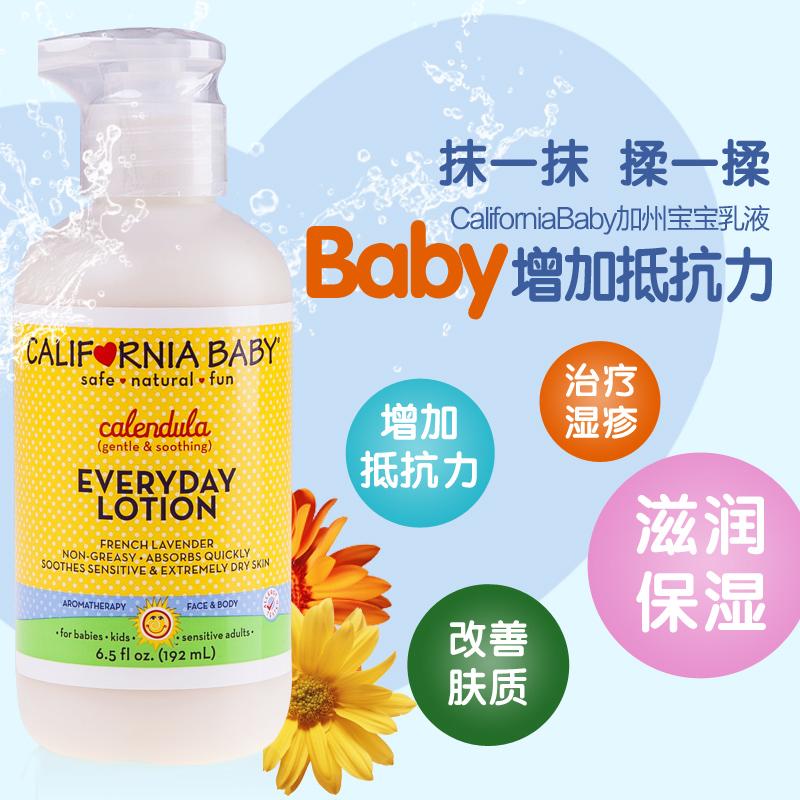 抹一抹 揉一揉
CaliforniaBaby加州宝宝乳液
Baby增加抵抗力
治疗
湿疹
增加
抵抗力
滋润
保湿
改善
肤质
CALIFORNIA BABY®
safe • natural • fun
calendula
(gentle & soothing)
EVERYDAY
LOTION
FRENCH LAVENDER
NON-GREASY • ABSORBS QUICKLY
SOOTHES SENSITIVE & EXTREMELY DRY SKIN
AROMATHERAPY FACE & BODY
• for babies • kids • sensitive adults •
6.5 fl oz. (192 mL)